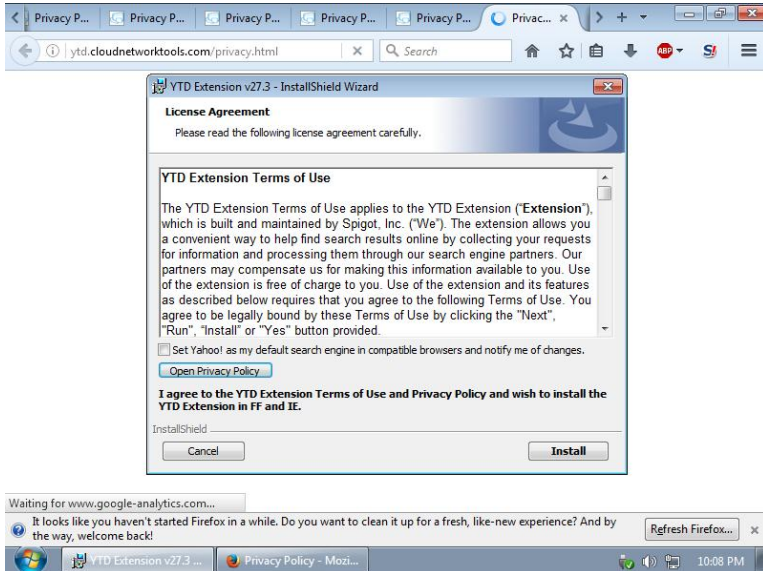 Privacy P...
Privacy P...
Privacy P...
Privacy P...
Privacy P...
Privac...
ytd.cloudnetworktools.com/privacy.html
Search
ABP
S!
YTD Extension v27.3 - InstallShield Wizard
License Agreement
Please read the following license agreement carefully.
YTD Extension Terms of Use
The YTD Extension Terms of Use applies to the YTD Extension (“Extension”),
which is built and maintained by Spigot, Inc. (“We”). The extension allows you
a convenient way to help find search results online by collecting your requests
for information and processing them through our search engine partners. Our
partners may compensate us for making this information available to you. Use
of the extension is free of charge to you. Use of the extension and its features
as described below requires that you agree to the following Terms of Use. You
agree to be legally bound by these Terms of Use by clicking the "Next",
"Run", “Install” or "Yes" button provided.
Set Yahoo! as my default search engine in compatible browsers and notify me of changes.
Open Privacy Policy
I agree to the YTD Extension Terms of Use and Privacy Policy and wish to install the
YTD Extension in FF and IE.
InstallShield
Cancel
Install
Waiting for www.google-analytics.com...
It looks like you haven't started Firefox in a while. Do you want to clean it up for a fresh, like-new experience? And by
the way, welcome back!
Refresh Firefox...
YTD Extension v27.3 ...
Privacy Policy - Mozi...
10:08 PM